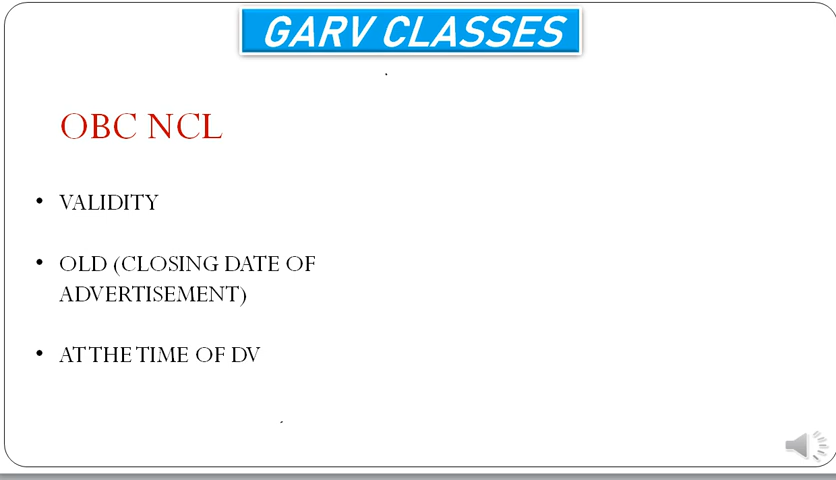 GARV CLASSES
OBC NCL
• VALIDITY
• OLD (CLOSING DATE OF
ADVERTISEMENT)
• AT THE TIME OF DV